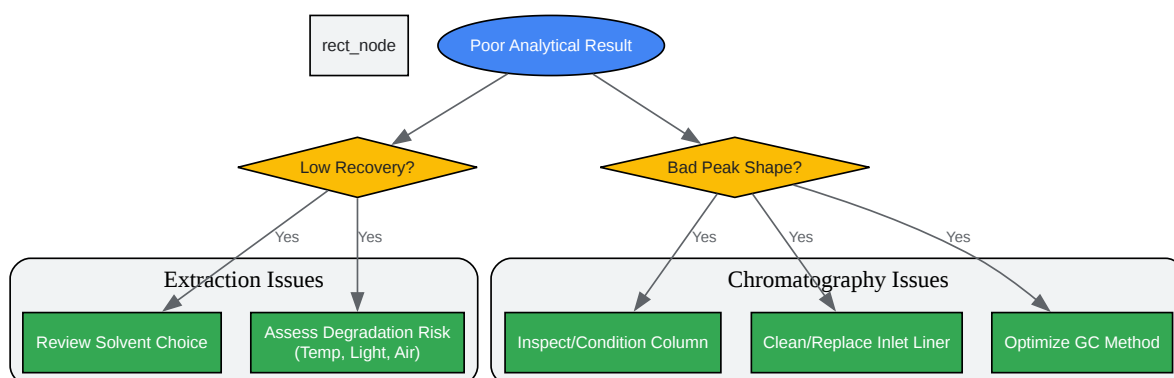 rect_node
Poor Analytical Result
Low Recovery?
Bad Peak Shape?
Yes
Yes
Yes
Yes
Yes
Extraction Issues
Chromatography Issues
Review Solvent Choice
Assess Degradation Risk
(Temp, Light, Air)
Inspect/Condition Column
Clean/Replace Inlet Liner
Optimize GC Method